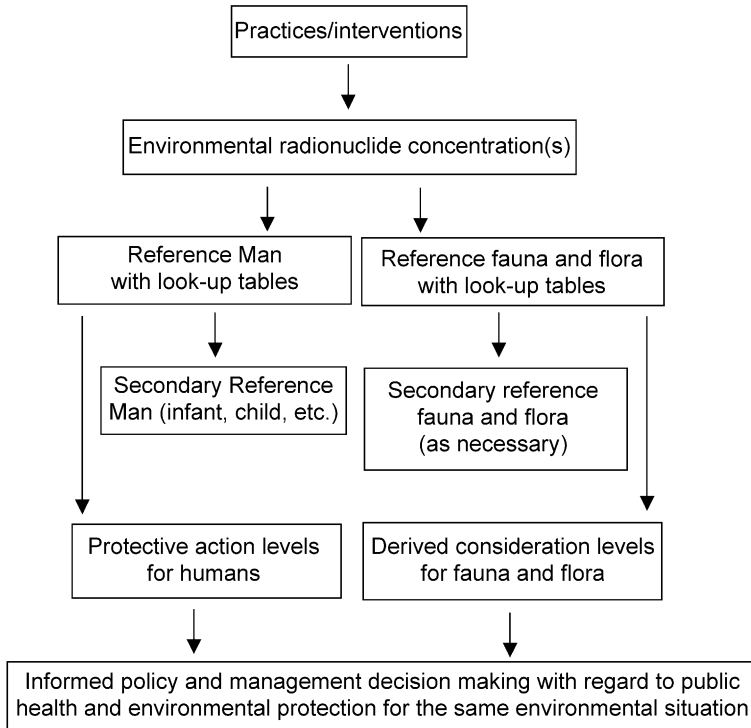 Practices/interventions
Environmental radionuclide concentration(s)
Reference Man
with look-up tables
Reference fauna and flora
with look-up tables
Secondary Reference
Man (infant, child, etc.)
Secondary reference
fauna and flora
(as necessary)
Protective action levels
for humans
Derived consideration levels
for fauna and flora
Informed policy and management decision making with regard to public
health and environmental protection for the same environmental situation